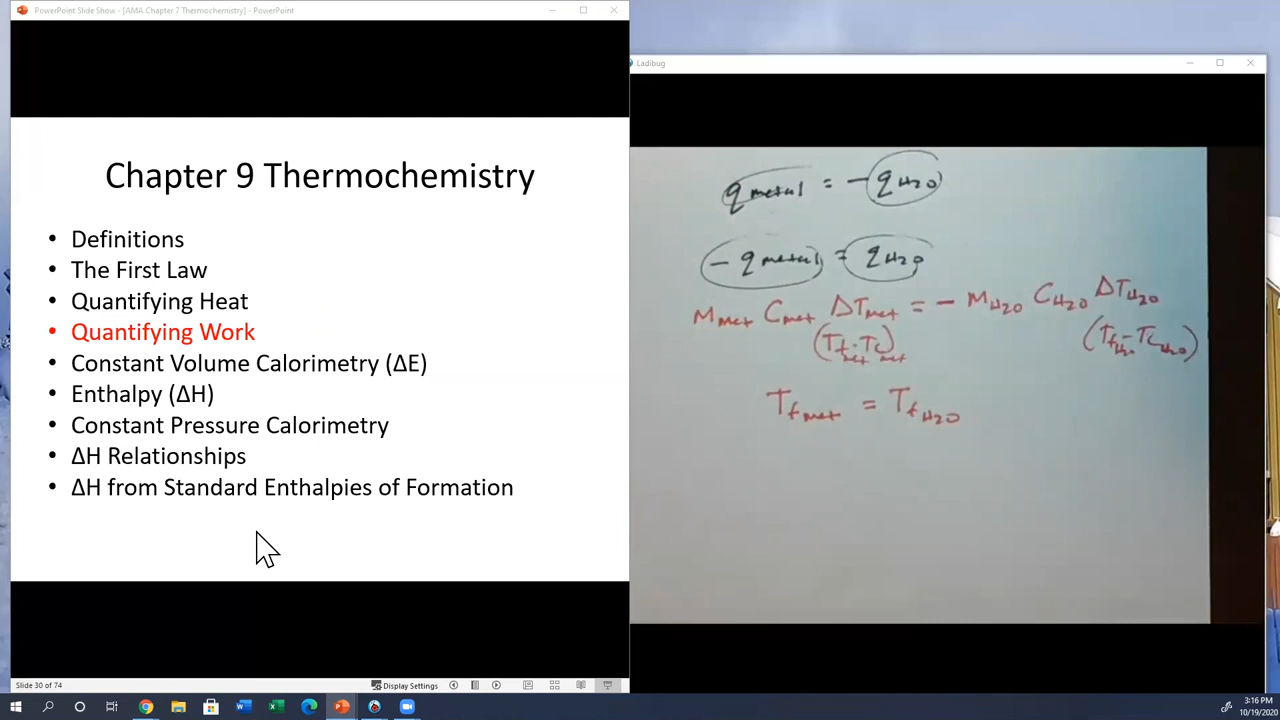 PowerPoint Slide Show - [AMA Chapter 7 Thermochemistry] - PowerPoint
Chapter 9 Thermochemistry
• Definitions
• The First Law
• Quantifying Heat
• Quantifying Work
• Constant Volume Calorimetry (ΔE)
• Enthalpy (ΔH)
• Constant Pressure Calorimetry
• ΔH Relationships
• ΔH from Standard Enthalpies of Formation
Slide 30 of 74
Display Settings
Ladibug
q metal = - q H2O
- q metal = q H2O
m met C met ΔT met = - m H2O C H2O ΔT H2O
(Tf met - Ti met) (Tf H2O - Ti H2O)
Tf met = Tf H2O
3:16 PM
10/19/2020